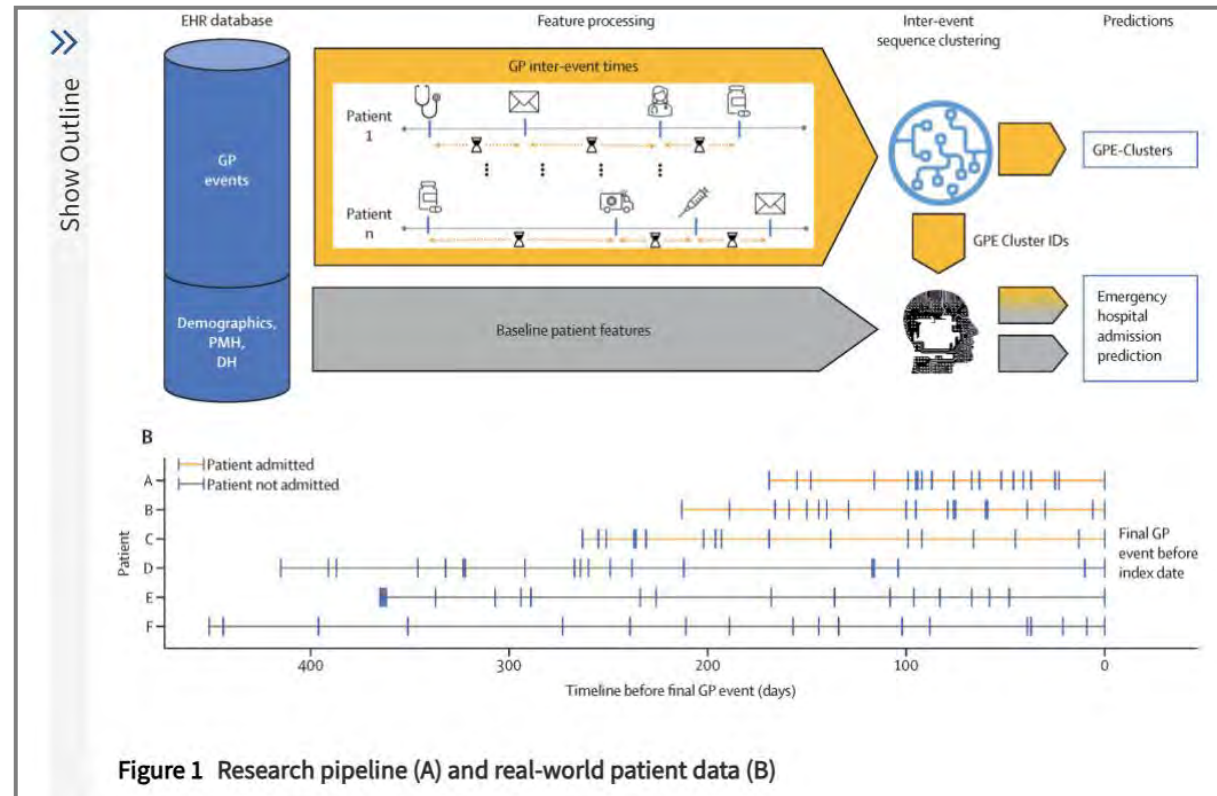 Show Outline
EHR database
Feature processing
Inter-event
sequence clustering
Predictions
GP inter-event times
Patient
1
Patient
n
GP
events
Demographics,
PMH,
DH
Baseline patient features
GPE-Clusters
GPE Cluster IDs
Emergency
hospital
admission
prediction
B
Patient admitted
Patient not admitted
Patient
A
B
C
D
E
F
Final GP
event before
index date
400
300
200
100
0
Timeline before final GP event (days)
Figure 1 Research pipeline (A) and real-world patient data (B)